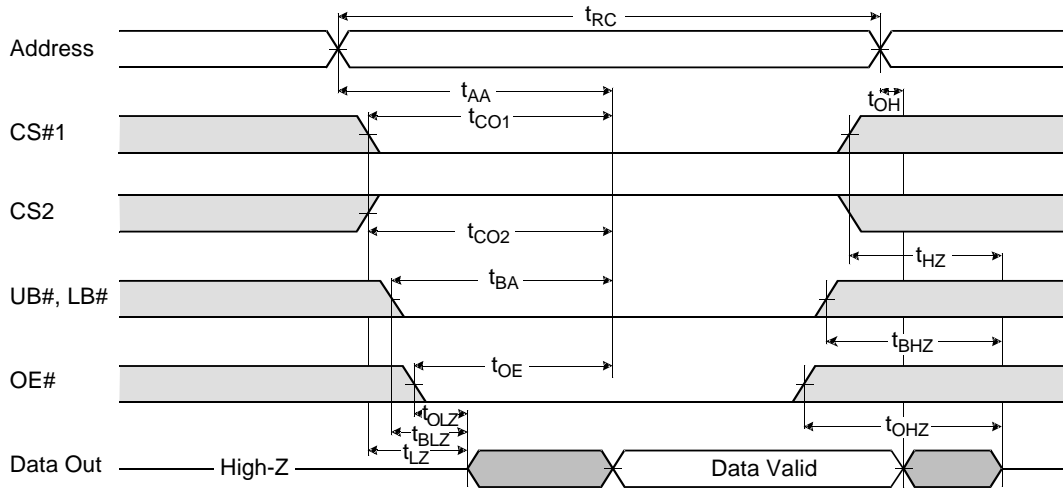 tRC
Address
tAA
tOH
tCO1
CS#1
CS2
tCO2
tHZ
tBA
UB#, LB#
tBHZ
tOE
OE#
tOLZ
tOHZ
tBLZ
tLZ
Data Out
High-Z
Data Valid